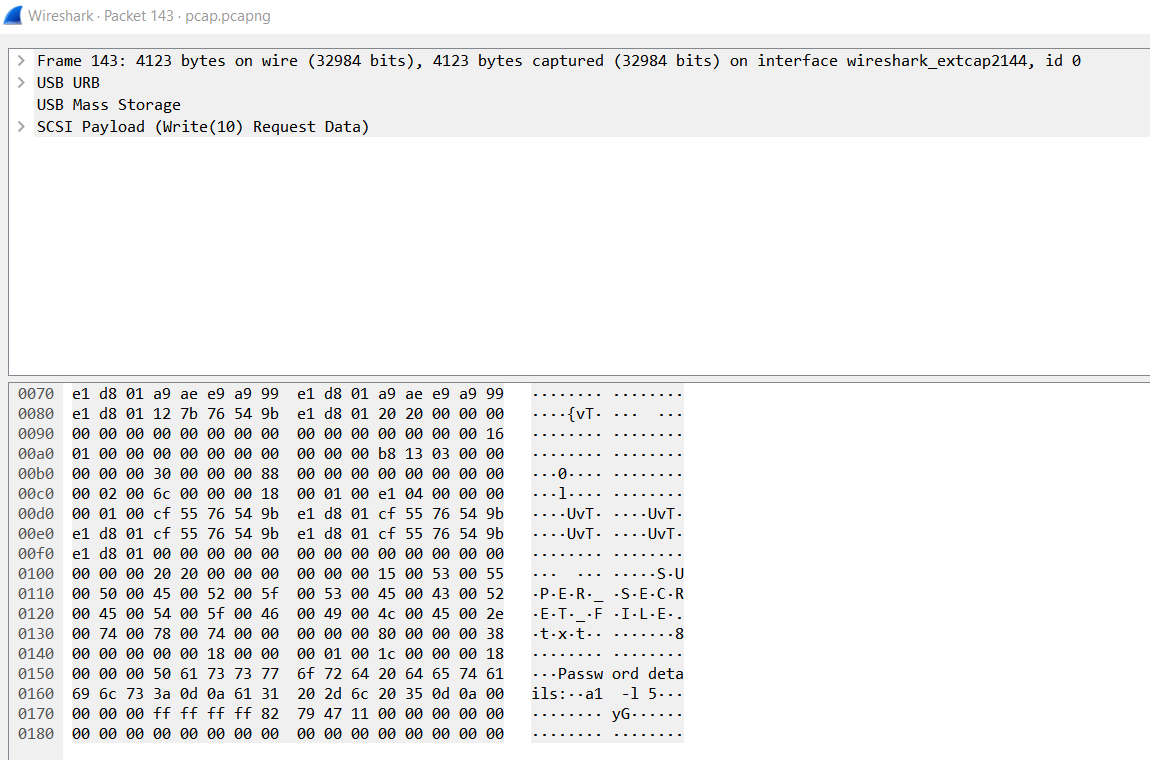 Wireshark · Packet 143 · pcap.pcapng
Frame 143: 4123 bytes on wire (32984 bits), 4123 bytes captured (32984 bits) on interface wireshark_extcap2144, id 0
USB URB
USB Mass Storage
SCSI Payload (Write(10) Request Data)
0070 e1 d8 01 a9 ae e9 a9 99 e1 d8 01 a9 ae e9 a9 99 ········ ········
0080 e1 d8 01 12 7b 76 54 9b e1 d8 01 20 20 00 00 00 ····{vT· ···  ···
0090 00 00 00 00 00 00 00 00 00 00 00 00 00 00 00 16 ········ ········
00a0 01 00 00 00 00 00 00 00 00 00 00 b8 13 03 00 00 ········ ········
00b0 00 00 00 30 00 00 00 88 00 00 00 00 00 00 00 00 ···0···· ········
00c0 00 02 00 6c 00 00 00 18 00 01 00 e1 04 00 00 00 ···l···· ········
00d0 00 01 00 cf 55 76 54 9b e1 d8 01 cf 55 76 54 9b ····UvT· ····UvT·
00e0 e1 d8 01 cf 55 76 54 9b e1 d8 01 cf 55 76 54 9b ····UvT· ····UvT·
00f0 e1 d8 01 00 00 00 00 00 00 00 00 00 00 00 00 00 ········ ········
0100 00 00 00 20 20 00 00 00 00 00 00 15 00 53 00 55 ···  ··· ·····S·U
0110 00 50 00 45 00 52 00 5f 00 53 00 45 00 43 00 52 ·P·E·R·_ ·S·E·C·R
0120 00 45 00 54 00 5f 00 46 00 49 00 4c 00 45 00 2e ·E·T·_·F ·I·L·E·.
0130 00 74 00 78 00 74 00 00 00 00 00 80 00 00 00 38 ·t·x·t·· ·······8
0140 00 00 00 00 00 18 00 00 00 01 00 1c 00 00 00 18 ········ ········
0150 00 00 00 50 61 73 73 77 6f 72 64 20 64 65 74 61 ···Passw ord deta
0160 69 6c 73 3a 0d 0a 61 31 20 2d 6c 20 35 0d 0a 00 ils:··a1  -l 5···
0170 00 00 00 ff ff ff ff 82 79 47 11 00 00 00 00 00 ········ yG······
0180 00 00 00 00 00 00 00 00 00 00 00 00 00 00 00 00 ········ ········